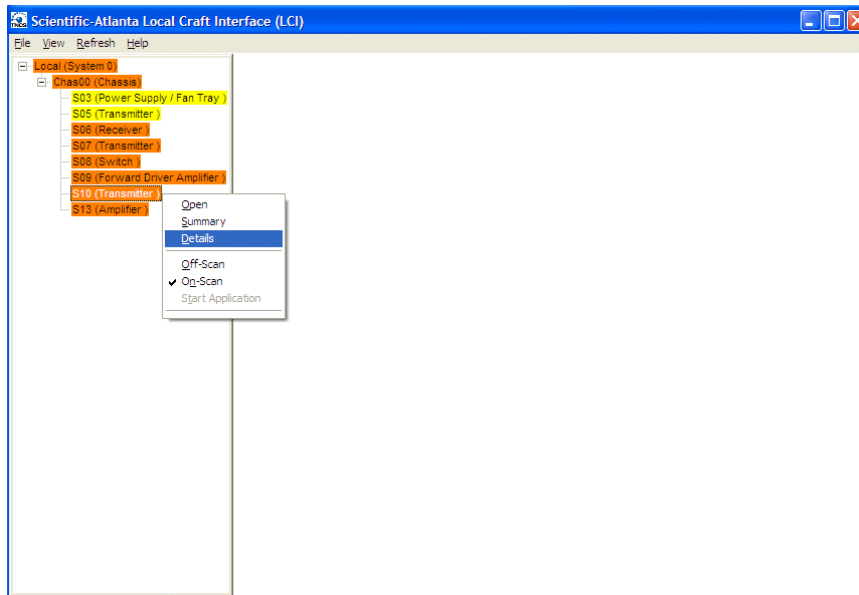 Scientific-Atlanta Local Craft Interface (LCI)
File View Refresh Help
Local (System 0)
Chas00 (Chassis)
S03 (Power Supply / Fan Tray )
S05 (Transmitter )
S06 (Receiver )
S07 (Transmitter )
S08 (Switch )
S09 (Forward Driver Amplifier )
S10 (Transmitter )
S13 (Amplifier )
Open
Summary
Details
Off-Scan
On-Scan
Start Application